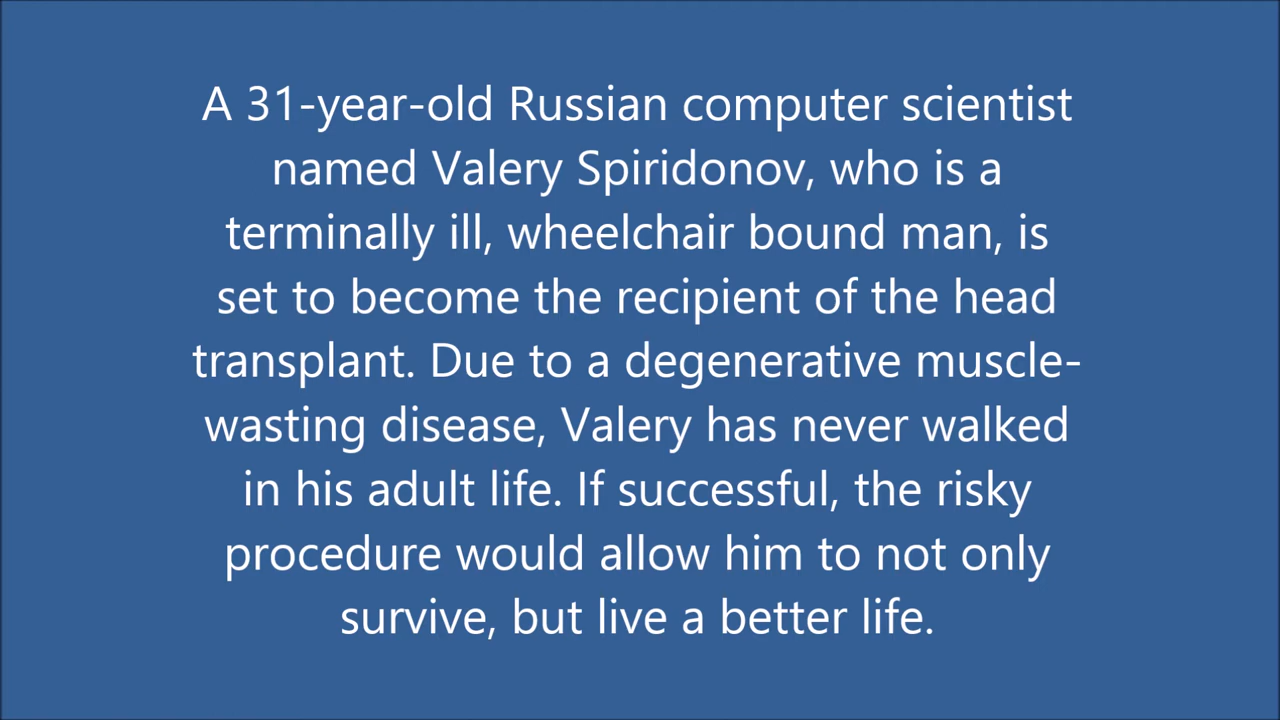 A 31-year-old Russian computer scientist
named Valery Spiridonov, who is a
terminally ill, wheelchair bound man, is
set to become the recipient of the head
transplant. Due to a degenerative muscle-
wasting disease, Valery has never walked
in his adult life. If successful, the risky
procedure would allow him to not only
survive, but live a better life.